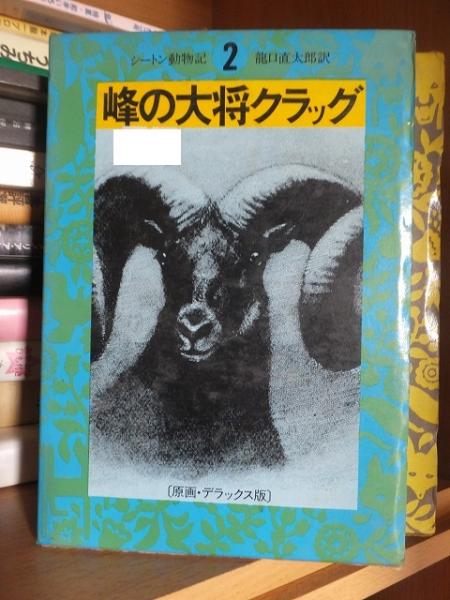 シートン動物記 2 龍口直太郎訳
峰の大将クラッグ
〔原画・デラックス版〕